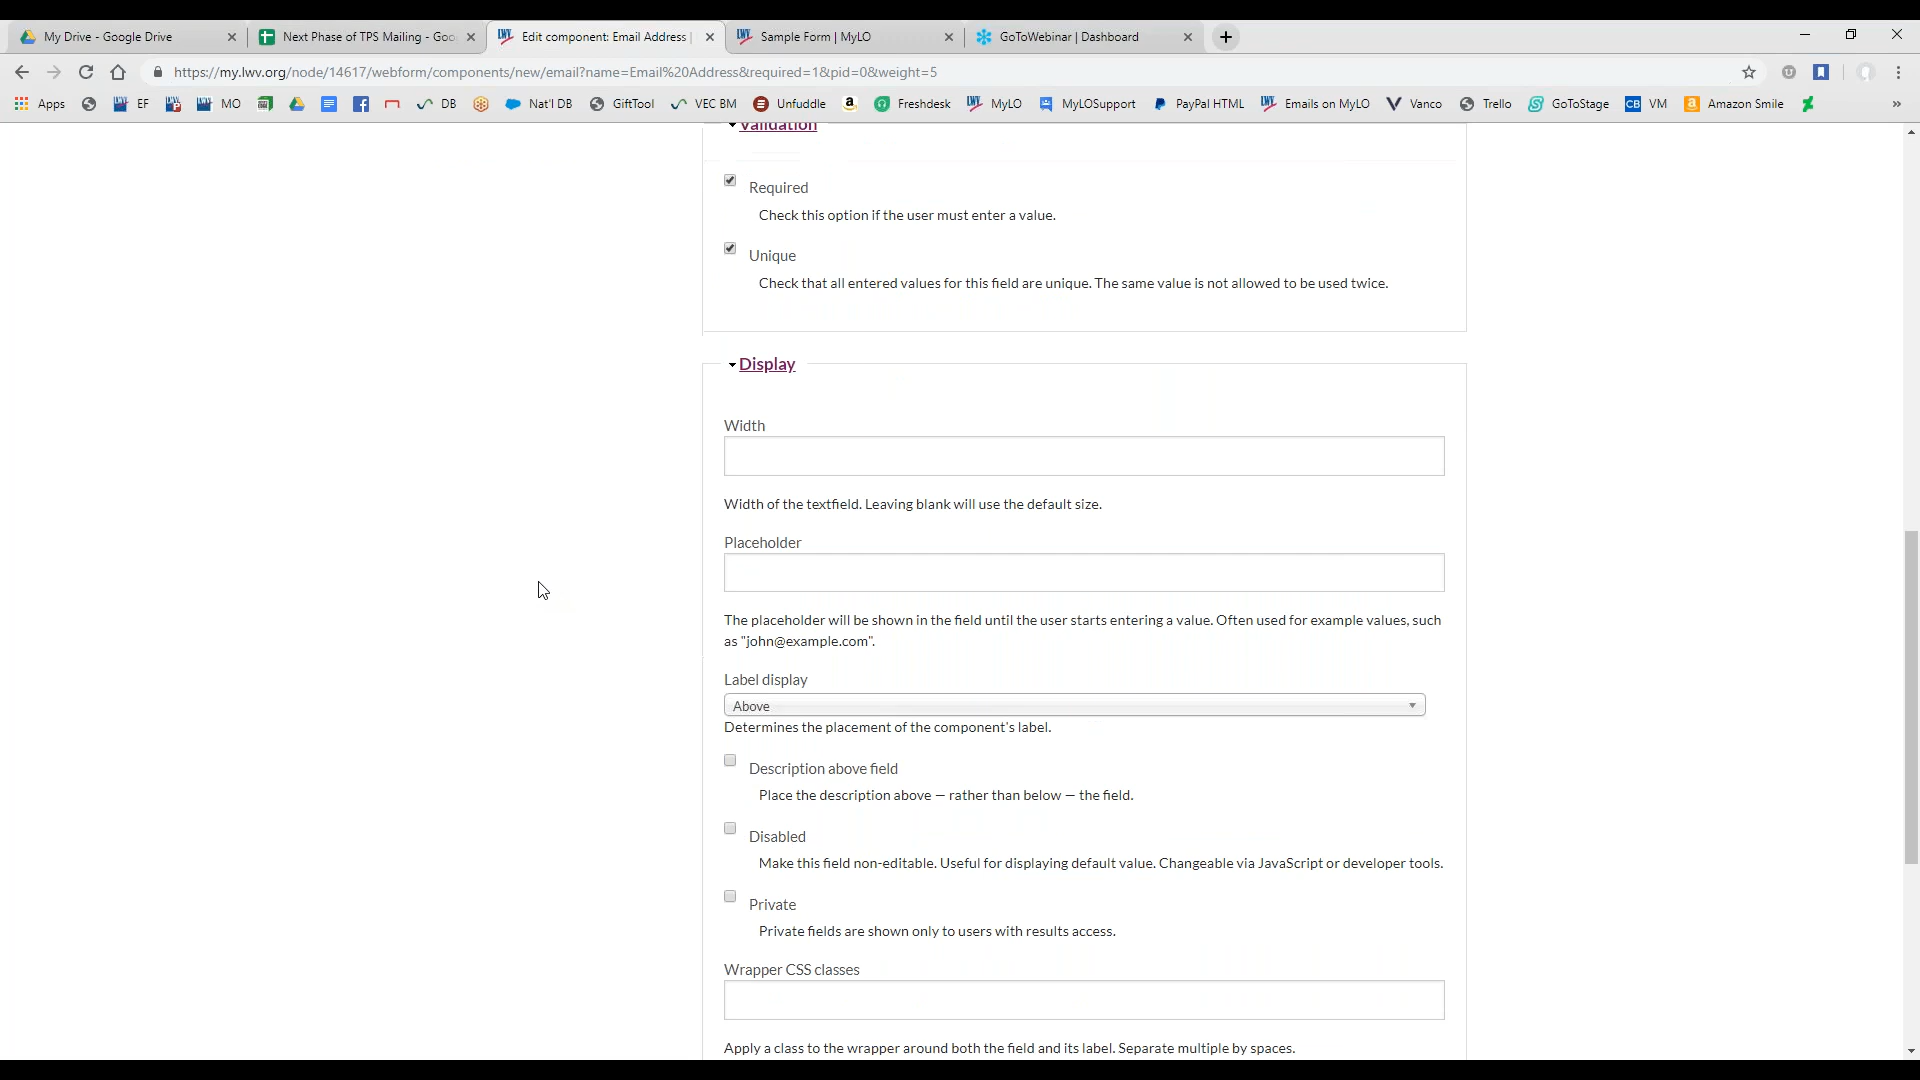 My Drive - Google Drive
Next Phase of TPS Mailing - Goo
Edit component: Email Address |
Sample Form | MyLO
GoToWebinar | Dashboard
https://my.lwv.org/node/14617/webform/components/new/email?name=Email%20Address&required=1&pid=0&weight=5
Apps EF MO DB Nat'l DB GiftTool VEC BM Unfuddle Freshdesk MyLO MyLOSupport PayPal HTML Emails on MyLO Vanco Trello GoToStage CB VM Amazon Smile »
Validation
Required
Check this option if the user must enter a value.
Unique
Check that all entered values for this field are unique. The same value is not allowed to be used twice.
Display
Width
Width of the textfield. Leaving blank will use the default size.
Placeholder
The placeholder will be shown in the field until the user starts entering a value. Often used for example values, such
as "john@example.com".
Label display
Above
Determines the placement of the component's label.
Description above field
Place the description above — rather than below — the field.
Disabled
Make this field non-editable. Useful for displaying default value. Changeable via JavaScript or developer tools.
Private
Private fields are shown only to users with results access.
Wrapper CSS classes
Apply a class to the wrapper around both the field and its label. Separate multiple by spaces.